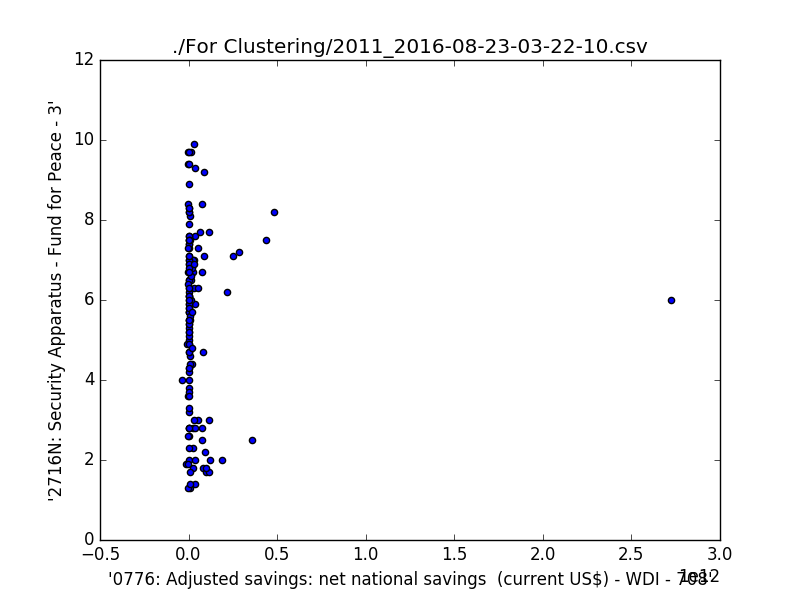 ./For Clustering/2011_2016-08-23-03-22-10.csv
12
10
8
6
4
2
0
'2716N: Security Apparatus - Fund for Peace - 3'
−0.5 0.0 0.5 1.0 1.5 2.0 2.5 3.0
1e12
'0776: Adjusted savings: net national savings (current US$) - WDI - 708'